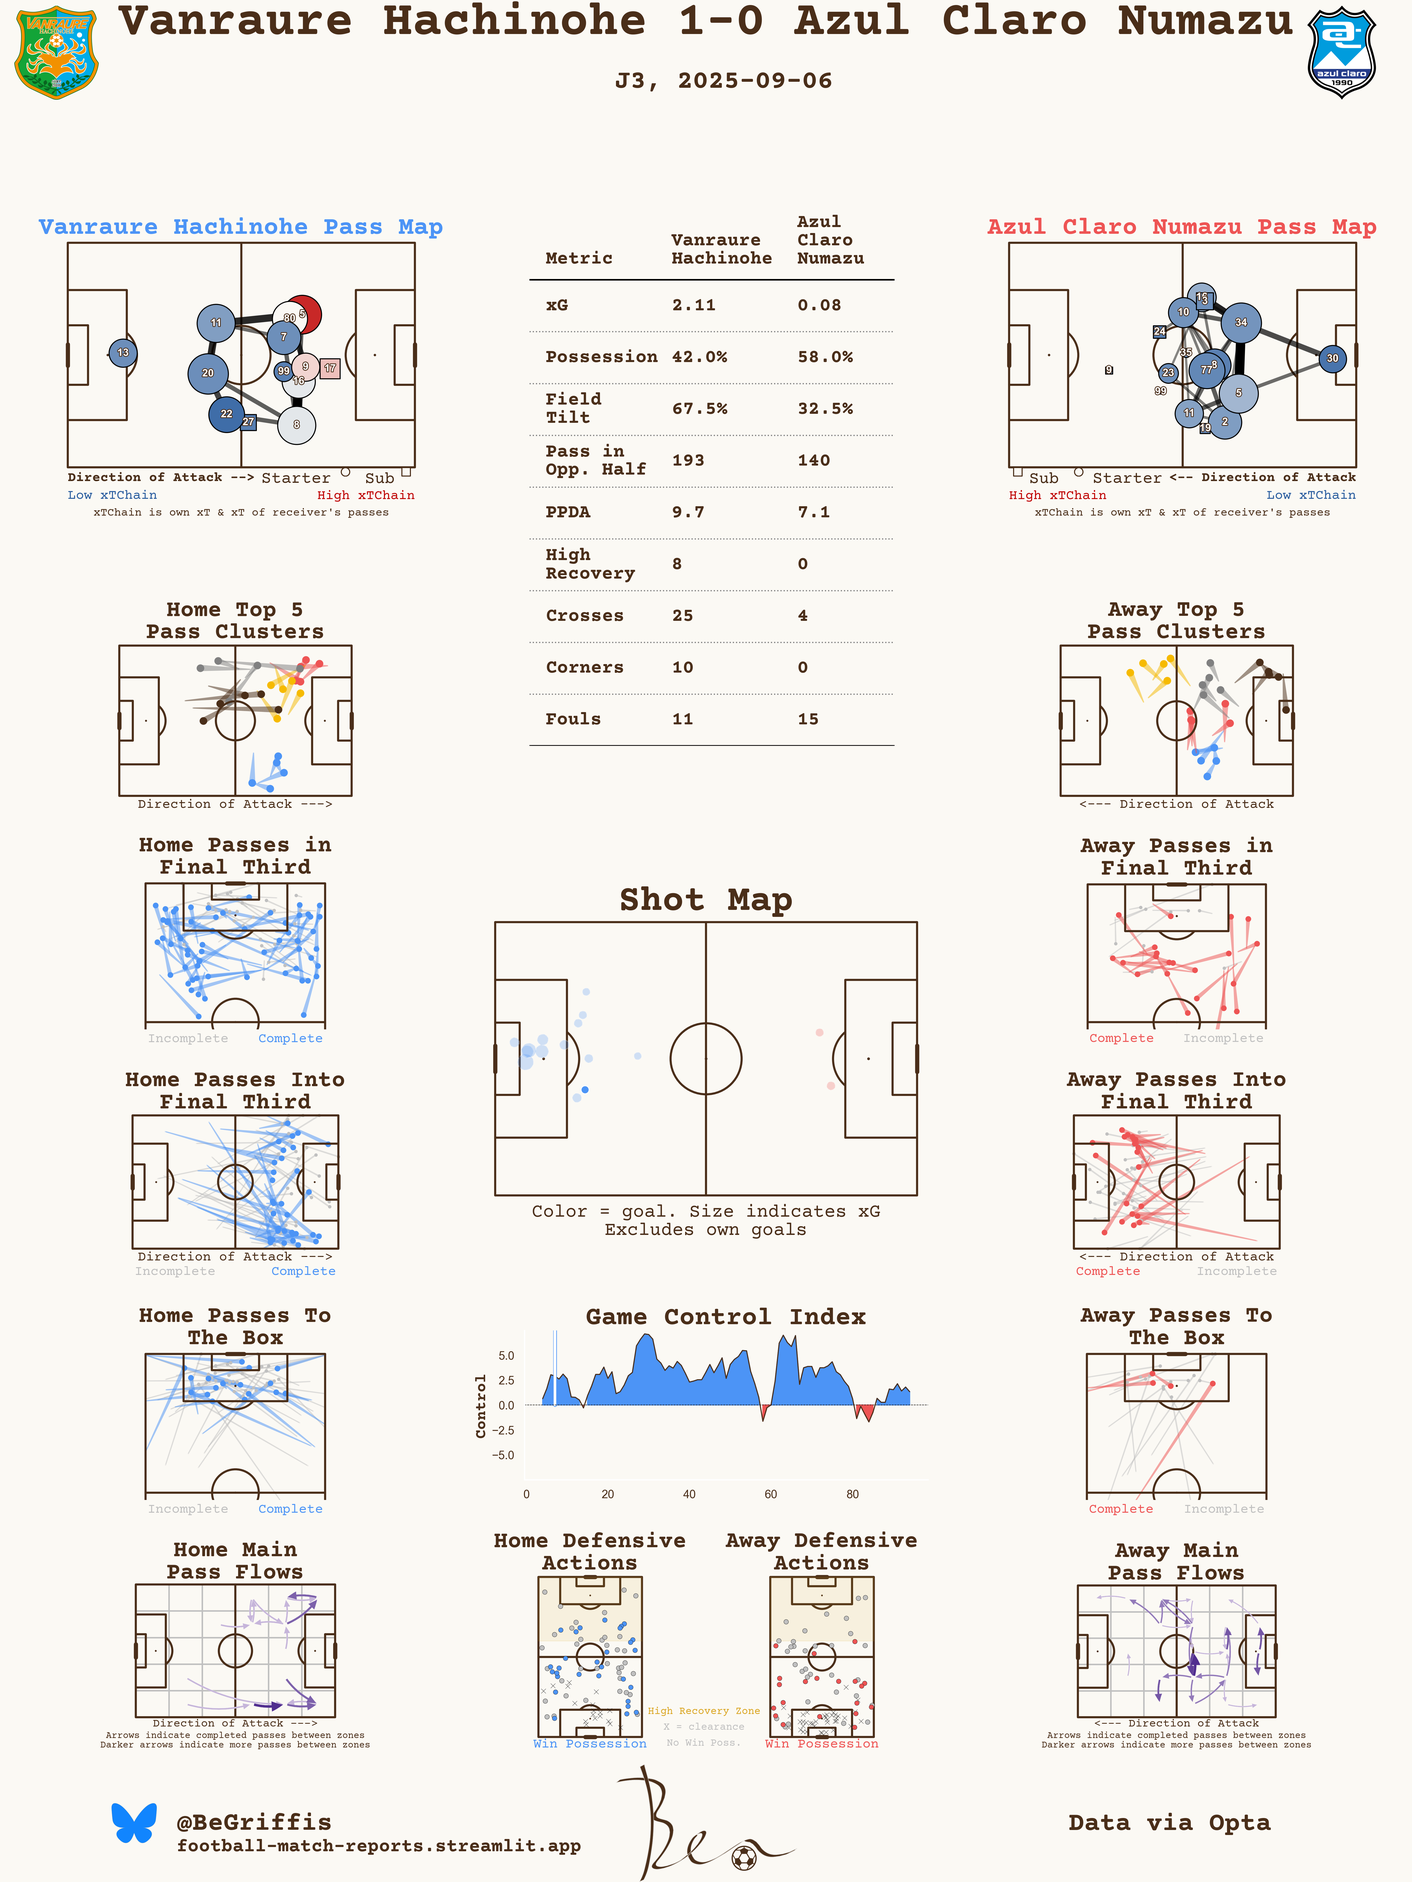 Vanraure Hachinohe 1-0 Azul Claro Numazu
J3, 2025-09-06
VANRAURE
HACHINOHE
azul claro
1990
Vanraure Hachinohe Pass Map
11
80
5
7
13
20
99
9
17
16
22
27
8
Direction of Attack --> Starter Sub
Low xTChain High xTChain
xTChain is own xT & xT of receiver's passes
Metric Vanraure Hachinohe Azul Claro Numazu
xG 2.11 0.08
Possession 42.0% 58.0%
Field Tilt 67.5% 32.5%
Pass in Opp. Half 193 140
PPDA 9.7 7.1
High Recovery 8 0
Crosses 25 4
Corners 10 0
Fouls 11 15
Azul Claro Numazu Pass Map
3
10
34
24
35
30
9
23
77
8
99
5
11
19
2
Sub Starter <-- Direction of Attack
High xTChain Low xTChain
xTChain is own xT & xT of receiver's passes
Home Top 5
Pass Clusters
Direction of Attack --->
Away Top 5
Pass Clusters
<--- Direction of Attack
Home Passes in
Final Third
Incomplete Complete
Away Passes in
Final Third
Complete Incomplete
Shot Map
Color = goal. Size indicates xG
Excludes own goals
Home Passes Into
Final Third
Direction of Attack --->
Incomplete Complete
Away Passes Into
Final Third
<--- Direction of Attack
Complete Incomplete
Home Passes To
The Box
Incomplete Complete
Game Control Index
Control
5.0
2.5
0.0
−2.5
−5.0
0 20 40 60 80
Away Passes To
The Box
Complete Incomplete
Home Main
Pass Flows
Direction of Attack --->
Arrows indicate completed passes between zones
Darker arrows indicate more passes between zones
Home Defensive
Actions
Win Possession
High Recovery Zone
X = clearance
No Win Poss.
Away Defensive
Actions
Win Possession
Away Main
Pass Flows
<--- Direction of Attack
Arrows indicate completed passes between zones
Darker arrows indicate more passes between zones
@BeGriffis
football-match-reports.streamlit.app
Ben
Data via Opta